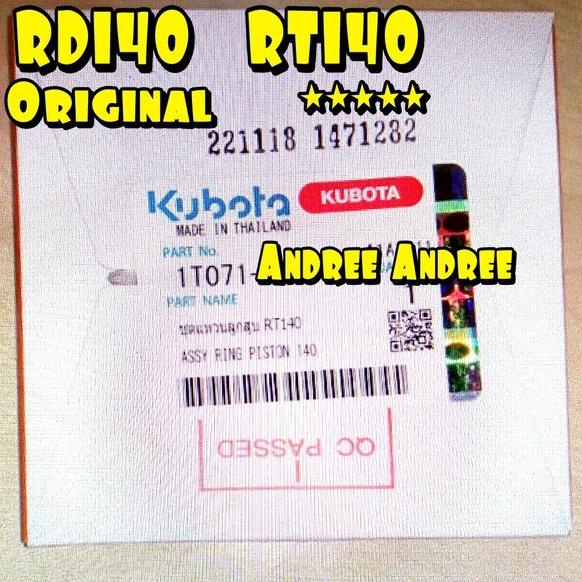 RD140 RT140
ORIGINAL ★★★★★
221118 1471282
Kubota KUBOTA
MADE IN THAILAND
PART No.
1T071-
ANDREE ANDREE
PART NAME
1
ชุดแหวนลูกสูบ RT140
ASSY RING PISTON 140
QC PASSED